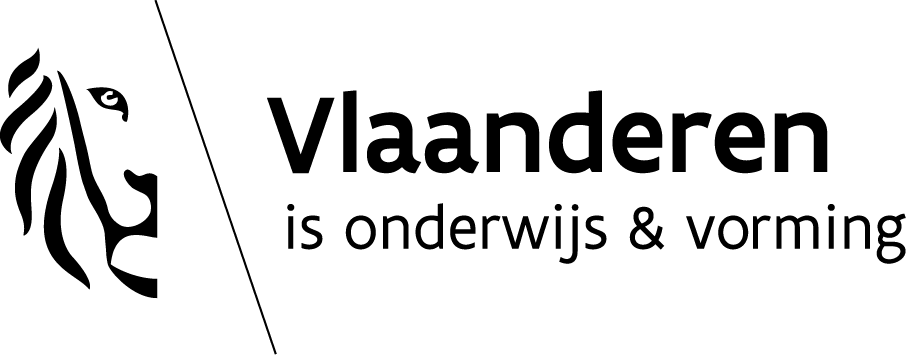 Vlaanderen
is onderwijs & vorming